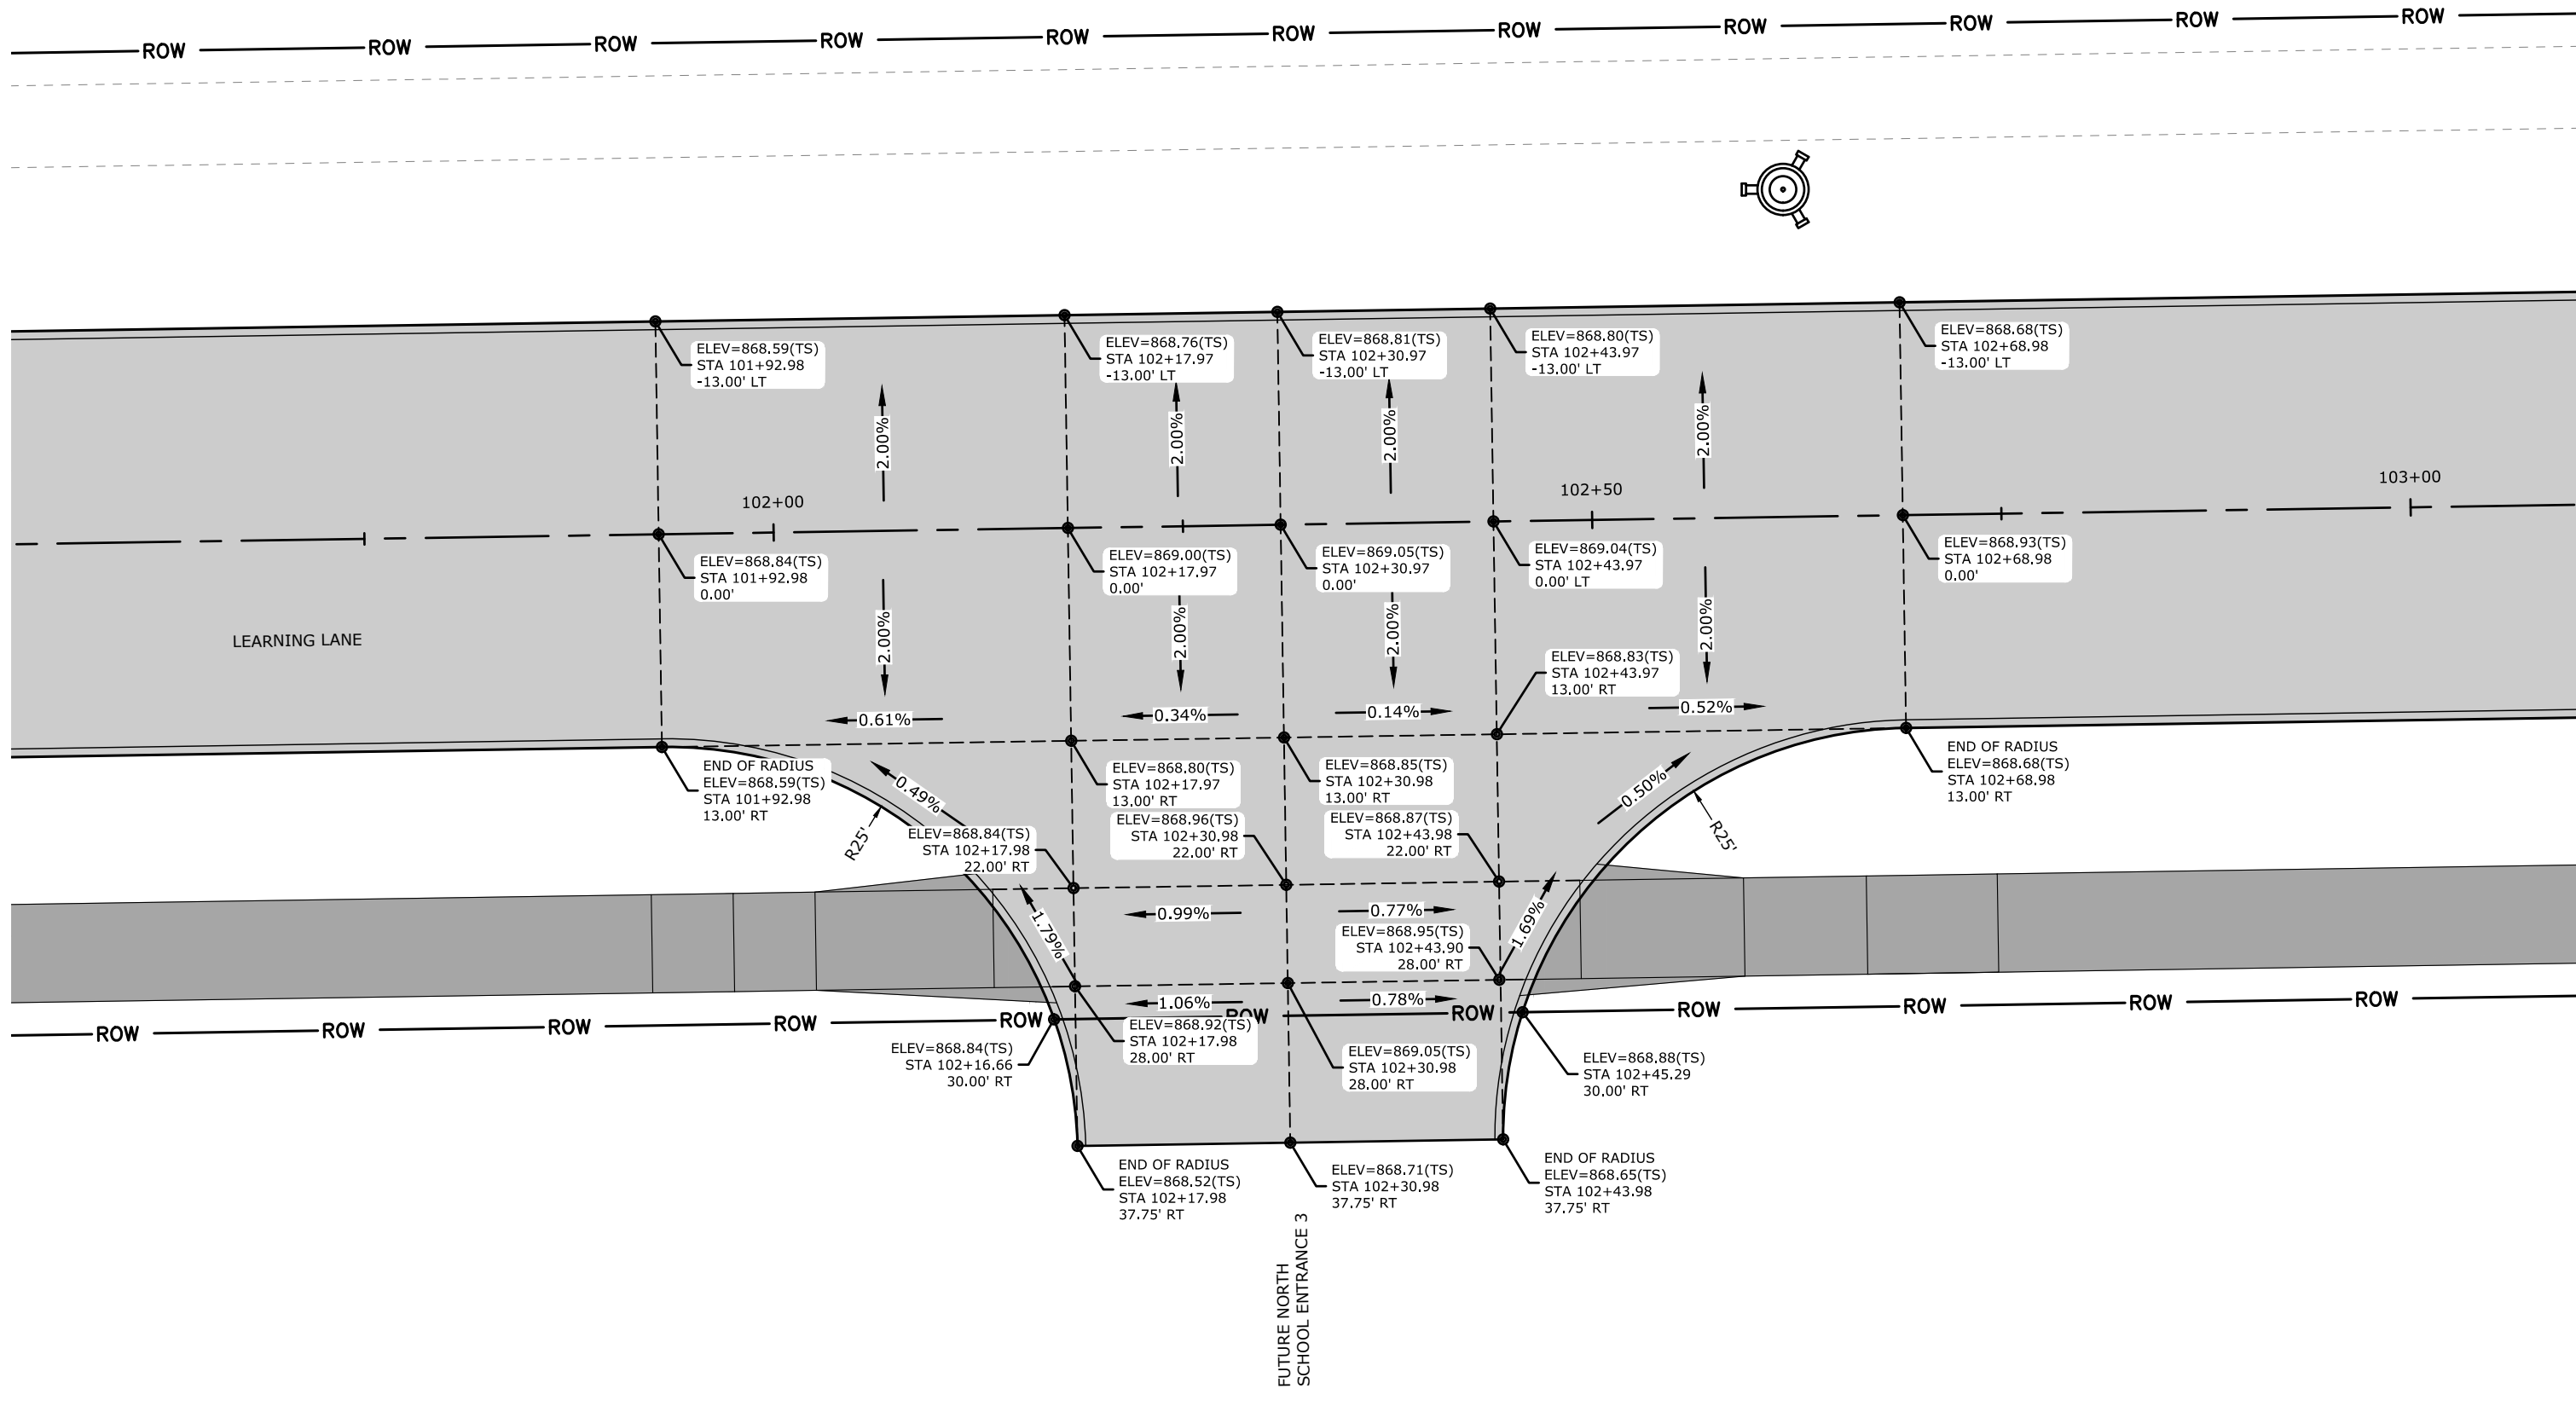 ROW ROW ROW ROW ROW ROW ROW ROW ROW ROW ROW
ELEV=868.59(TS)
STA 101+92.98
-13.00' LT
ELEV=868.76(TS)
STA 102+17.97
-13.00' LT
ELEV=868.81(TS)
STA 102+30.97
-13.00' LT
ELEV=868.80(TS)
STA 102+43.97
-13.00' LT
ELEV=868.68(TS)
STA 102+68.98
-13.00' LT
2.00%
2.00%
2.00%
2.00%
102+00
102+50
103+00
ELEV=868.84(TS)
STA 101+92.98
0.00'
ELEV=869.00(TS)
STA 102+17.97
0.00'
ELEV=869.05(TS)
STA 102+30.97
0.00'
ELEV=869.04(TS)
STA 102+43.97
0.00' LT
ELEV=868.93(TS)
STA 102+68.98
0.00'
LEARNING LANE
2.00%
2.00%
2.00%
2.00%
ELEV=868.83(TS)
STA 102+43.97
13.00' RT
0.61%
0.34%
0.14%
0.52%
END OF RADIUS
ELEV=868.59(TS)
STA 101+92.98
13.00' RT
ELEV=868.80(TS)
STA 102+17.97
13.00' RT
ELEV=868.85(TS)
STA 102+30.98
13.00' RT
END OF RADIUS
ELEV=868.68(TS)
STA 102+68.98
13.00' RT
0.49%
0.50%
R25'
R25'
ELEV=868.84(TS)
STA 102+17.98
22.00' RT
ELEV=868.96(TS)
STA 102+30.98
22.00' RT
ELEV=868.87(TS)
STA 102+43.98
22.00' RT
1.79%
0.99%
0.77%
1.69%
ELEV=868.95(TS)
STA 102+43.90
28.00' RT
1.06%
0.78%
ROW ROW ROW ROW ROW ROW ROW ROW ROW ROW ROW
ELEV=868.84(TS)
STA 102+16.66
30.00' RT
ELEV=868.92(TS)
STA 102+17.98
28.00' RT
ELEV=869.05(TS)
STA 102+30.98
28.00' RT
ELEV=868.88(TS)
STA 102+45.29
30.00' RT
END OF RADIUS
ELEV=868.52(TS)
STA 102+17.98
37.75' RT
ELEV=868.71(TS)
STA 102+30.98
37.75' RT
END OF RADIUS
ELEV=868.65(TS)
STA 102+43.98
37.75' RT
FUTURE NORTH
SCHOOL ENTRANCE 3